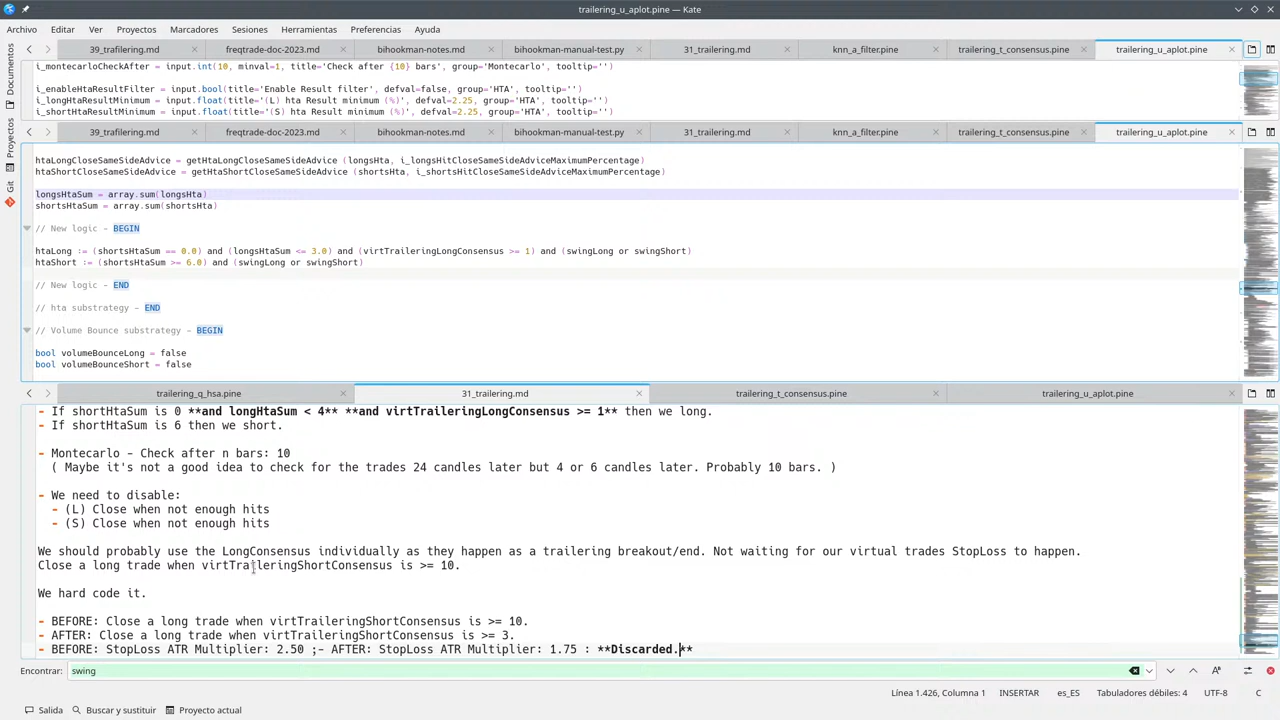 trailering_u_aplot.pine — Kate
Archivo Editar Ver Proyectos Marcadores Sesiones Herramientas Preferencias Ayuda
39_trafilering.md freqtrade-doc-2023.md bihookman-notes.md bihookman-manual-test.py 31_trailering.md knn_a_filter.pine trailering_t_consensus.pine trailering_u_aplot.pine
i_montecarloCheckAfter = input.int(10, minval=1, title='Check after {10} bars', group='Montecarlo', tooltip='')
i_enableHtaResultFilter = input.bool(title='Enable Result filter', defval=false, group='HTA', tooltip='')
i_longHtaResultMinimum = input.float(title='(L) hta Result minimum (%)', defval=2.25, group='HTA', tooltip='')
i_shortHtaResultMinimum = input.float(title='(S) hta Result minimum (%)', defval=2.25, group='HTA', tooltip='')
39_trailering.md freqtrade-doc-2023.md bihookman-notes.md bihookman-manual-test.py 31_trailering.md knn_a_filter.pine trailering_t_consensus.pine trailering_u_aplot.pine
htaLongCloseSameSideAdvice = getHtaLongCloseSameSideAdvice (longsHta, i_longsHitCloseSameSideAdviceMaximumPercentage)
htaShortCloseSameSideAdvice = getHtaShortCloseSameSideAdvice (shortsHta, i_shortsHitCloseSameSideAdviceMaximumPercentage)
longsHtaSum = array.sum(longsHta)
shortsHtaSum = array.sum(shortsHta)
// New logic - BEGIN
htaLong := (shortsHtaSum == 0.0) and (longsHtaSum <= 3.0) and (virtTraileringLongConsensus >= 1) and (swingLong or swingShort)
htaShort := (shortsHtaSum >= 6.0) and (swingLong or swingShort)
// New logic - END
// hta substrategy - END
// Volume Bounce substrategy - BEGIN
bool volumeBounceLong = false
bool volumeBounceShort = false
trailering_q_hsa.pine 31_trailering.md trailering_t_consensus.pine trailering_u_aplot.pine
- If shortHtaSum is 0 **and longHtaSum < 4** **and virtTraileringLongConsensus >= 1** then we long.
- If shortHtaSum is 6 then we short.
- Montecarlo - Check after n bars: 10
( Maybe it's not a good idea to check for the trades 24 candles later but for 6 candles later. Probably 10 bars.
- We need to disable:
- (L) Close when not enough hits
- (S) Close when not enough hits
We should probably use the LongConsensus individually as they happen as a trailering breakout/end. Not waiting for the virtual trades StopLoss to happen.
Close a long trade when virtTraileringShortConsensus is >= 10.
We hard code it.
- BEFORE: Close a long trade when virtTraileringShortConsensus is >= 10.
- AFTER: Close a long trade when virtTraileringShortConsensus is >= 3.
- BEFORE: StopLoss ATR Multiplier: 2.50 ;- AFTER: StopLoss ATR Multiplier: 1.75 : **Discarded.**
Encontrar: swing
Línea 1.426, Columna 1 INSERTAR es_ES Tabuladores débiles: 4 UTF-8 C
Salida Buscar y sustituir Proyecto actual
Documentos
Proyectos
Git